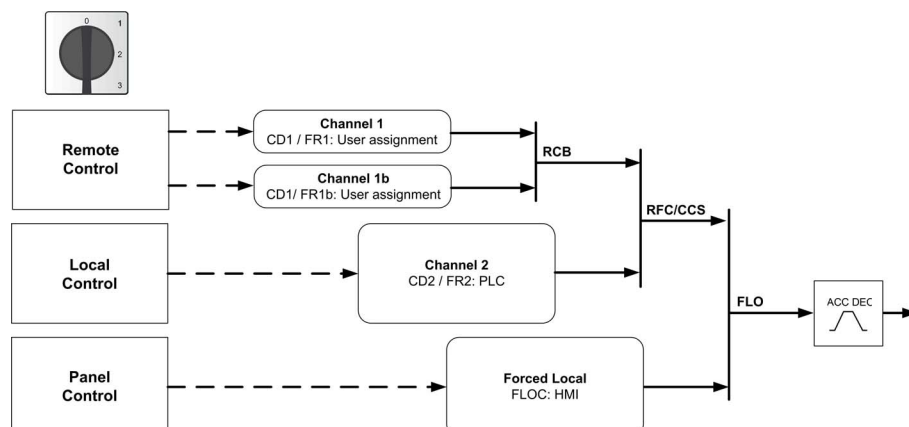 0
1
2
3
Remote
Control
Channel 1
CD1 / FR1: User assignment
Channel 1b
CD1/ FR1b: User assignment
RCB
RFC/CCS
Local
Control
Channel 2
CD2 / FR2: PLC
FLO
ACC DEC
Panel
Control
Forced Local
FLOC: HMI